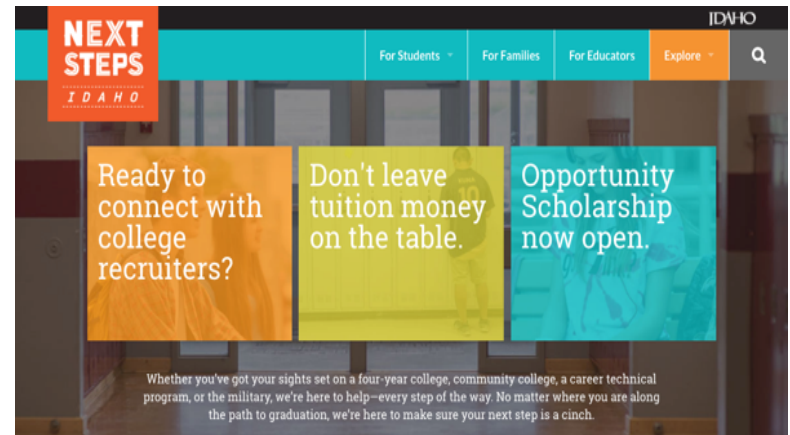 IDAHO
NEXT
STEPS
IDAHO
For Students
For Families
For Educators
Explore
Ready to
connect with
college
recruiters?
Don't leave
tuition money
on the table.
Opportunity
Scholarship
now open.
10
Whether you've got your sights set on a four-year college, community college, a career technical
program, or the military, we're here to help—every step of the way. No matter where you are along
the path to graduation, we're here to make sure your next step is a cinch.